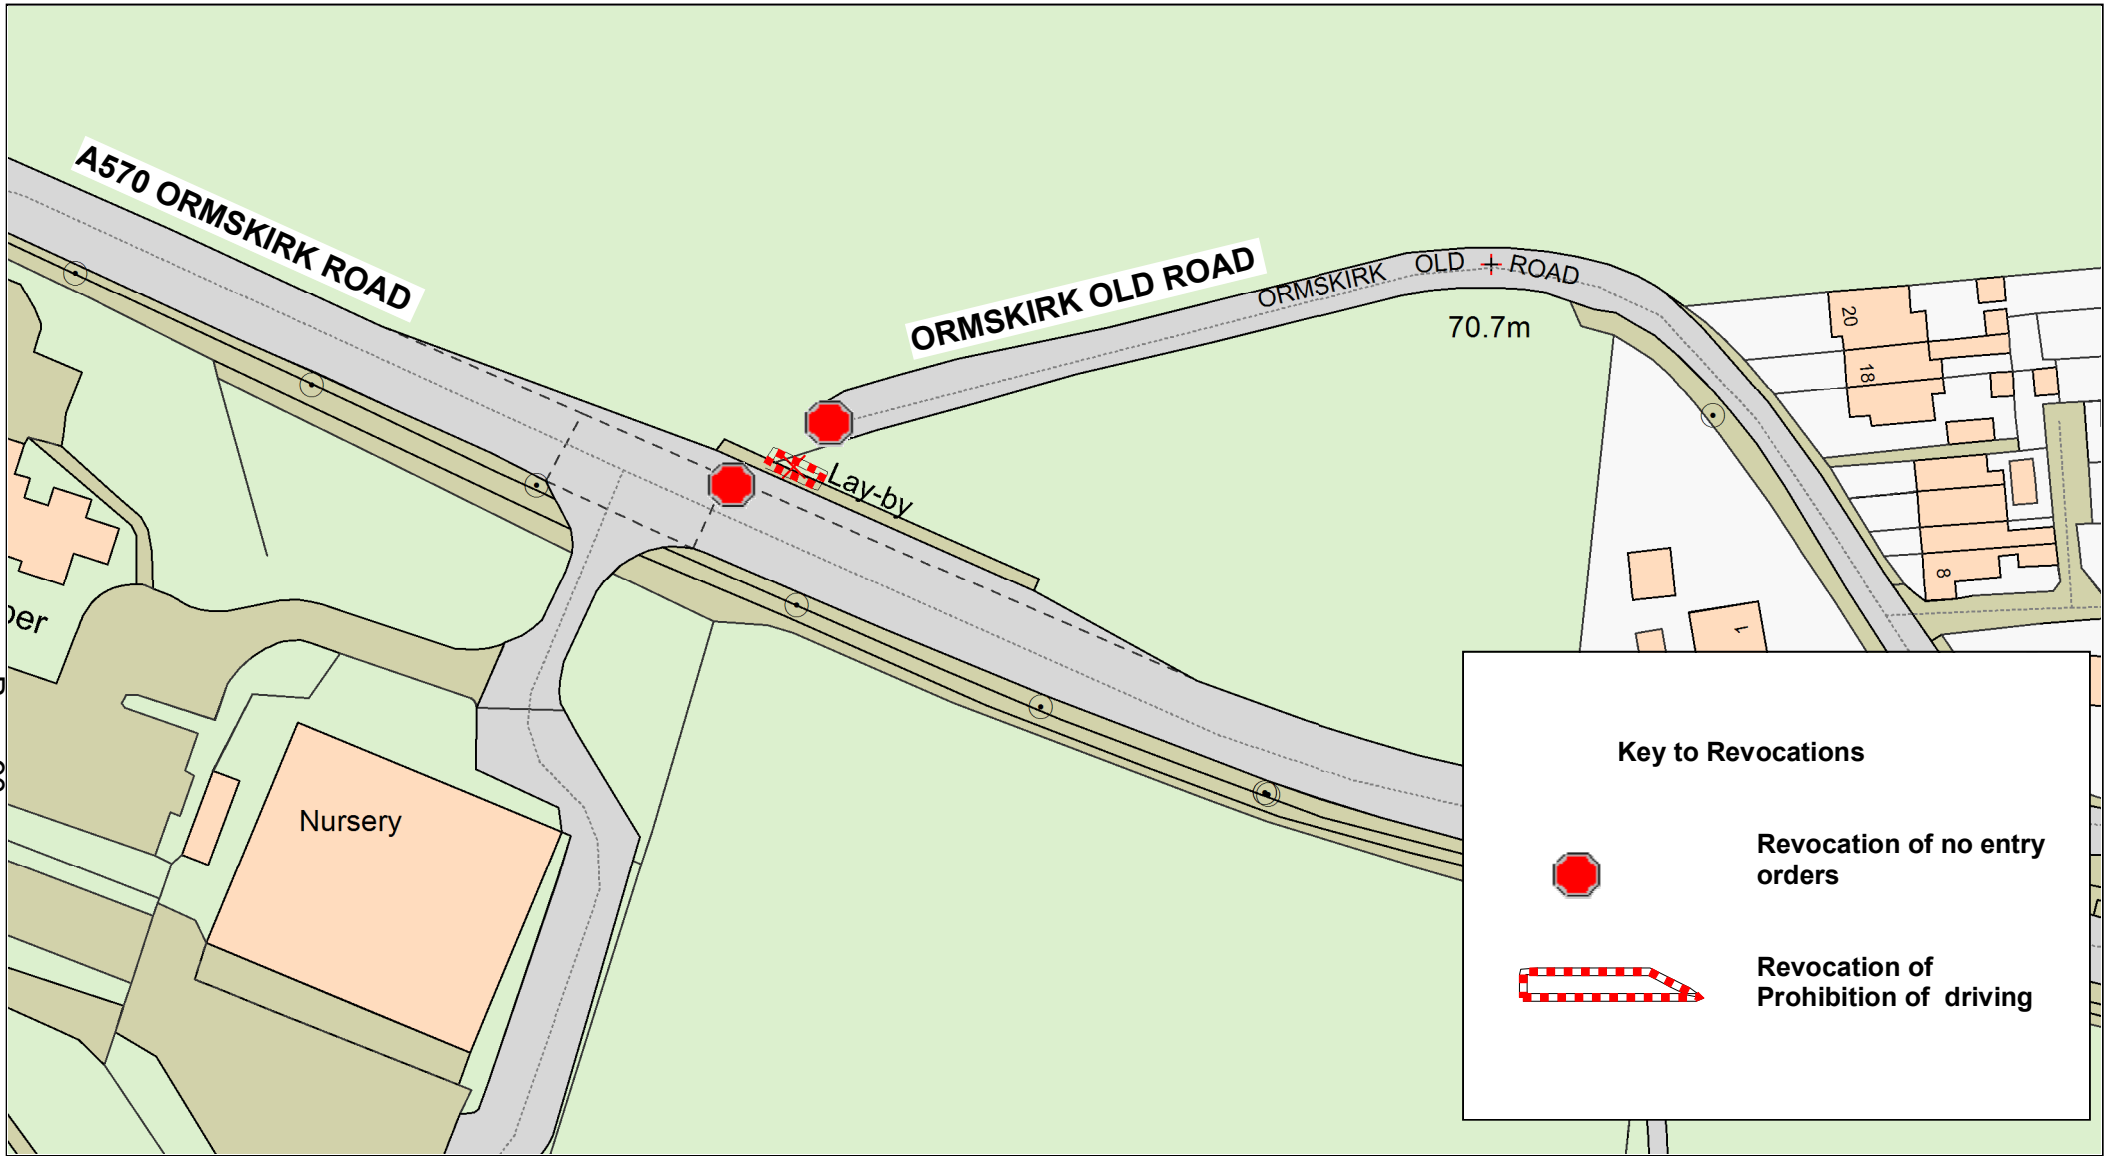 A570 ORMSKIRK ROAD
ORMSKIRK OLD ROAD
ORMSKIRK OLD ROAD
70.7m
20
18
Lay-by
8
1
Nursery
Key to Revocations
Revocation of no entry
orders
Revocation of
Prohibition of driving